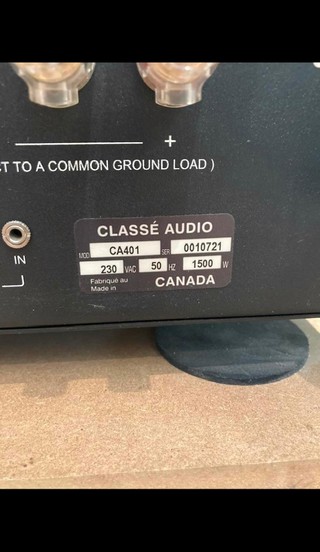 +
CT TO A COMMON GROUND LOAD )
IN
CLASSÉ AUDIO
MOD CA401 SER 0010721
230 VAC 50 HZ 1500 W
Fabriqué au
Made in CANADA